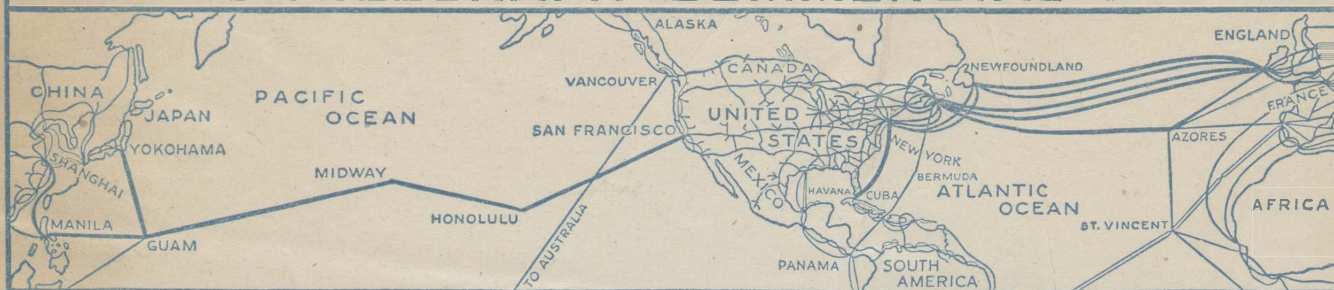 CHINA
JAPAN
YOKOHAMA
SHANGHAI
MANILA
GUAM
PACIFIC
OCEAN
MIDWAY
HONOLULU
ALASKA
VANCOUVER
SAN FRANCISCO
TO AUSTRALIA
CANADA
UNITED
STATES
MEXICO
NEWFOUNDLAND
NEW YORK
BERMUDA
HAVANA
CUBA
PANAMA
SOUTH
AMERICA
ATLANTIC
OCEAN
ENGLAND
FRANCE
AZORES
ST. VINCENT
AFRICA